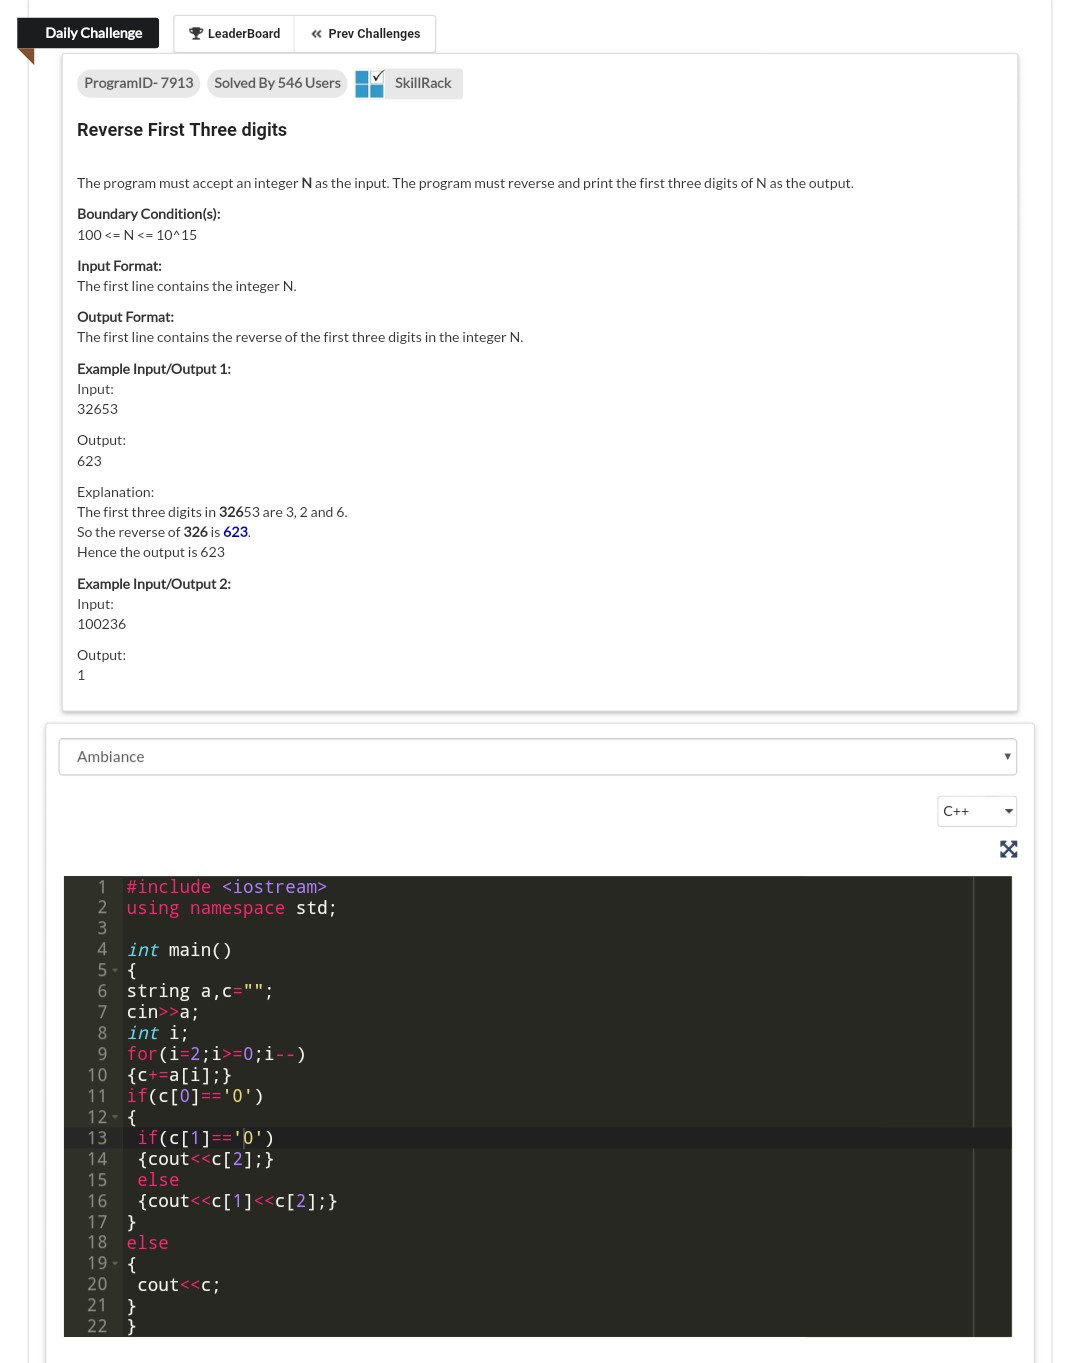 Daily Challenge
LeaderBoard
Prev Challenges
ProgramID- 7913
Solved By 546 Users
SkillRack
Reverse First Three digits
The program must accept an integer N as the input. The program must reverse and print the first three digits of N as the output.
Boundary Condition(s):
100 <= N <= 10^15
Input Format:
The first line contains the integer N.
Output Format:
The first line contains the reverse of the first three digits in the integer N.
Example Input/Output 1:
Input:
32653
Output:
623
Explanation:
The first three digits in 32653 are 3, 2 and 6.
So the reverse of 326 is 623.
Hence the output is 623
Example Input/Output 2:
Input:
100236
Output:
1
Ambiance
C++
1 #include <iostream>
2 using namespace std;
3
4 int main()
5 {
6 string a,c="";
7 cin>>a;
8 int i;
9 for(i=2;i>=0;i--)
10 {c+=a[i];}
11 if(c[0]=='0')
12 {
13 if(c[1]=='0')
14 {cout<<c[2];}
15 else
16 {cout<<c[1]<<c[2];}
17 }
18 else
19 {
20 cout<<c;
21 }
22 }